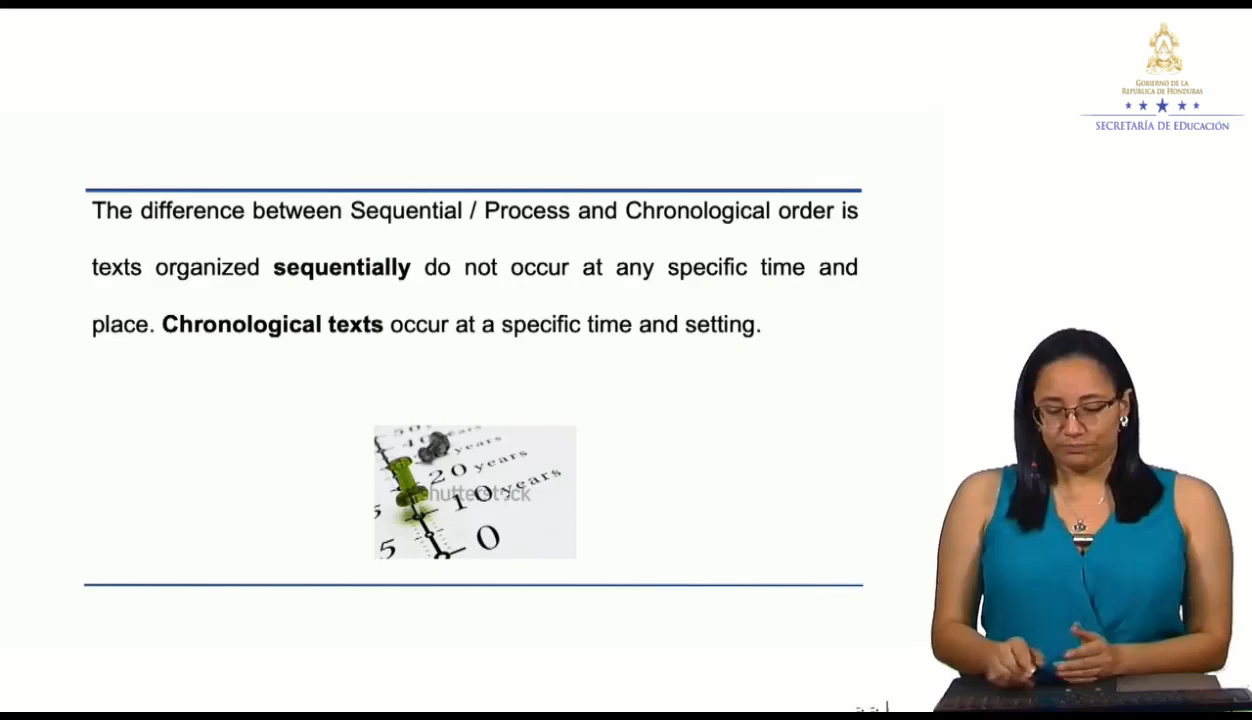 GOBIERNO DE LA
REPÚBLICA DE HONDURAS
SECRETARÍA DE EDUCACIÓN
The difference between Sequential / Process and Chronological order is
texts organized sequentially do not occur at any specific time and
place. Chronological texts occur at a specific time and setting.
20 years
10 years
0
5
5
shutterstock